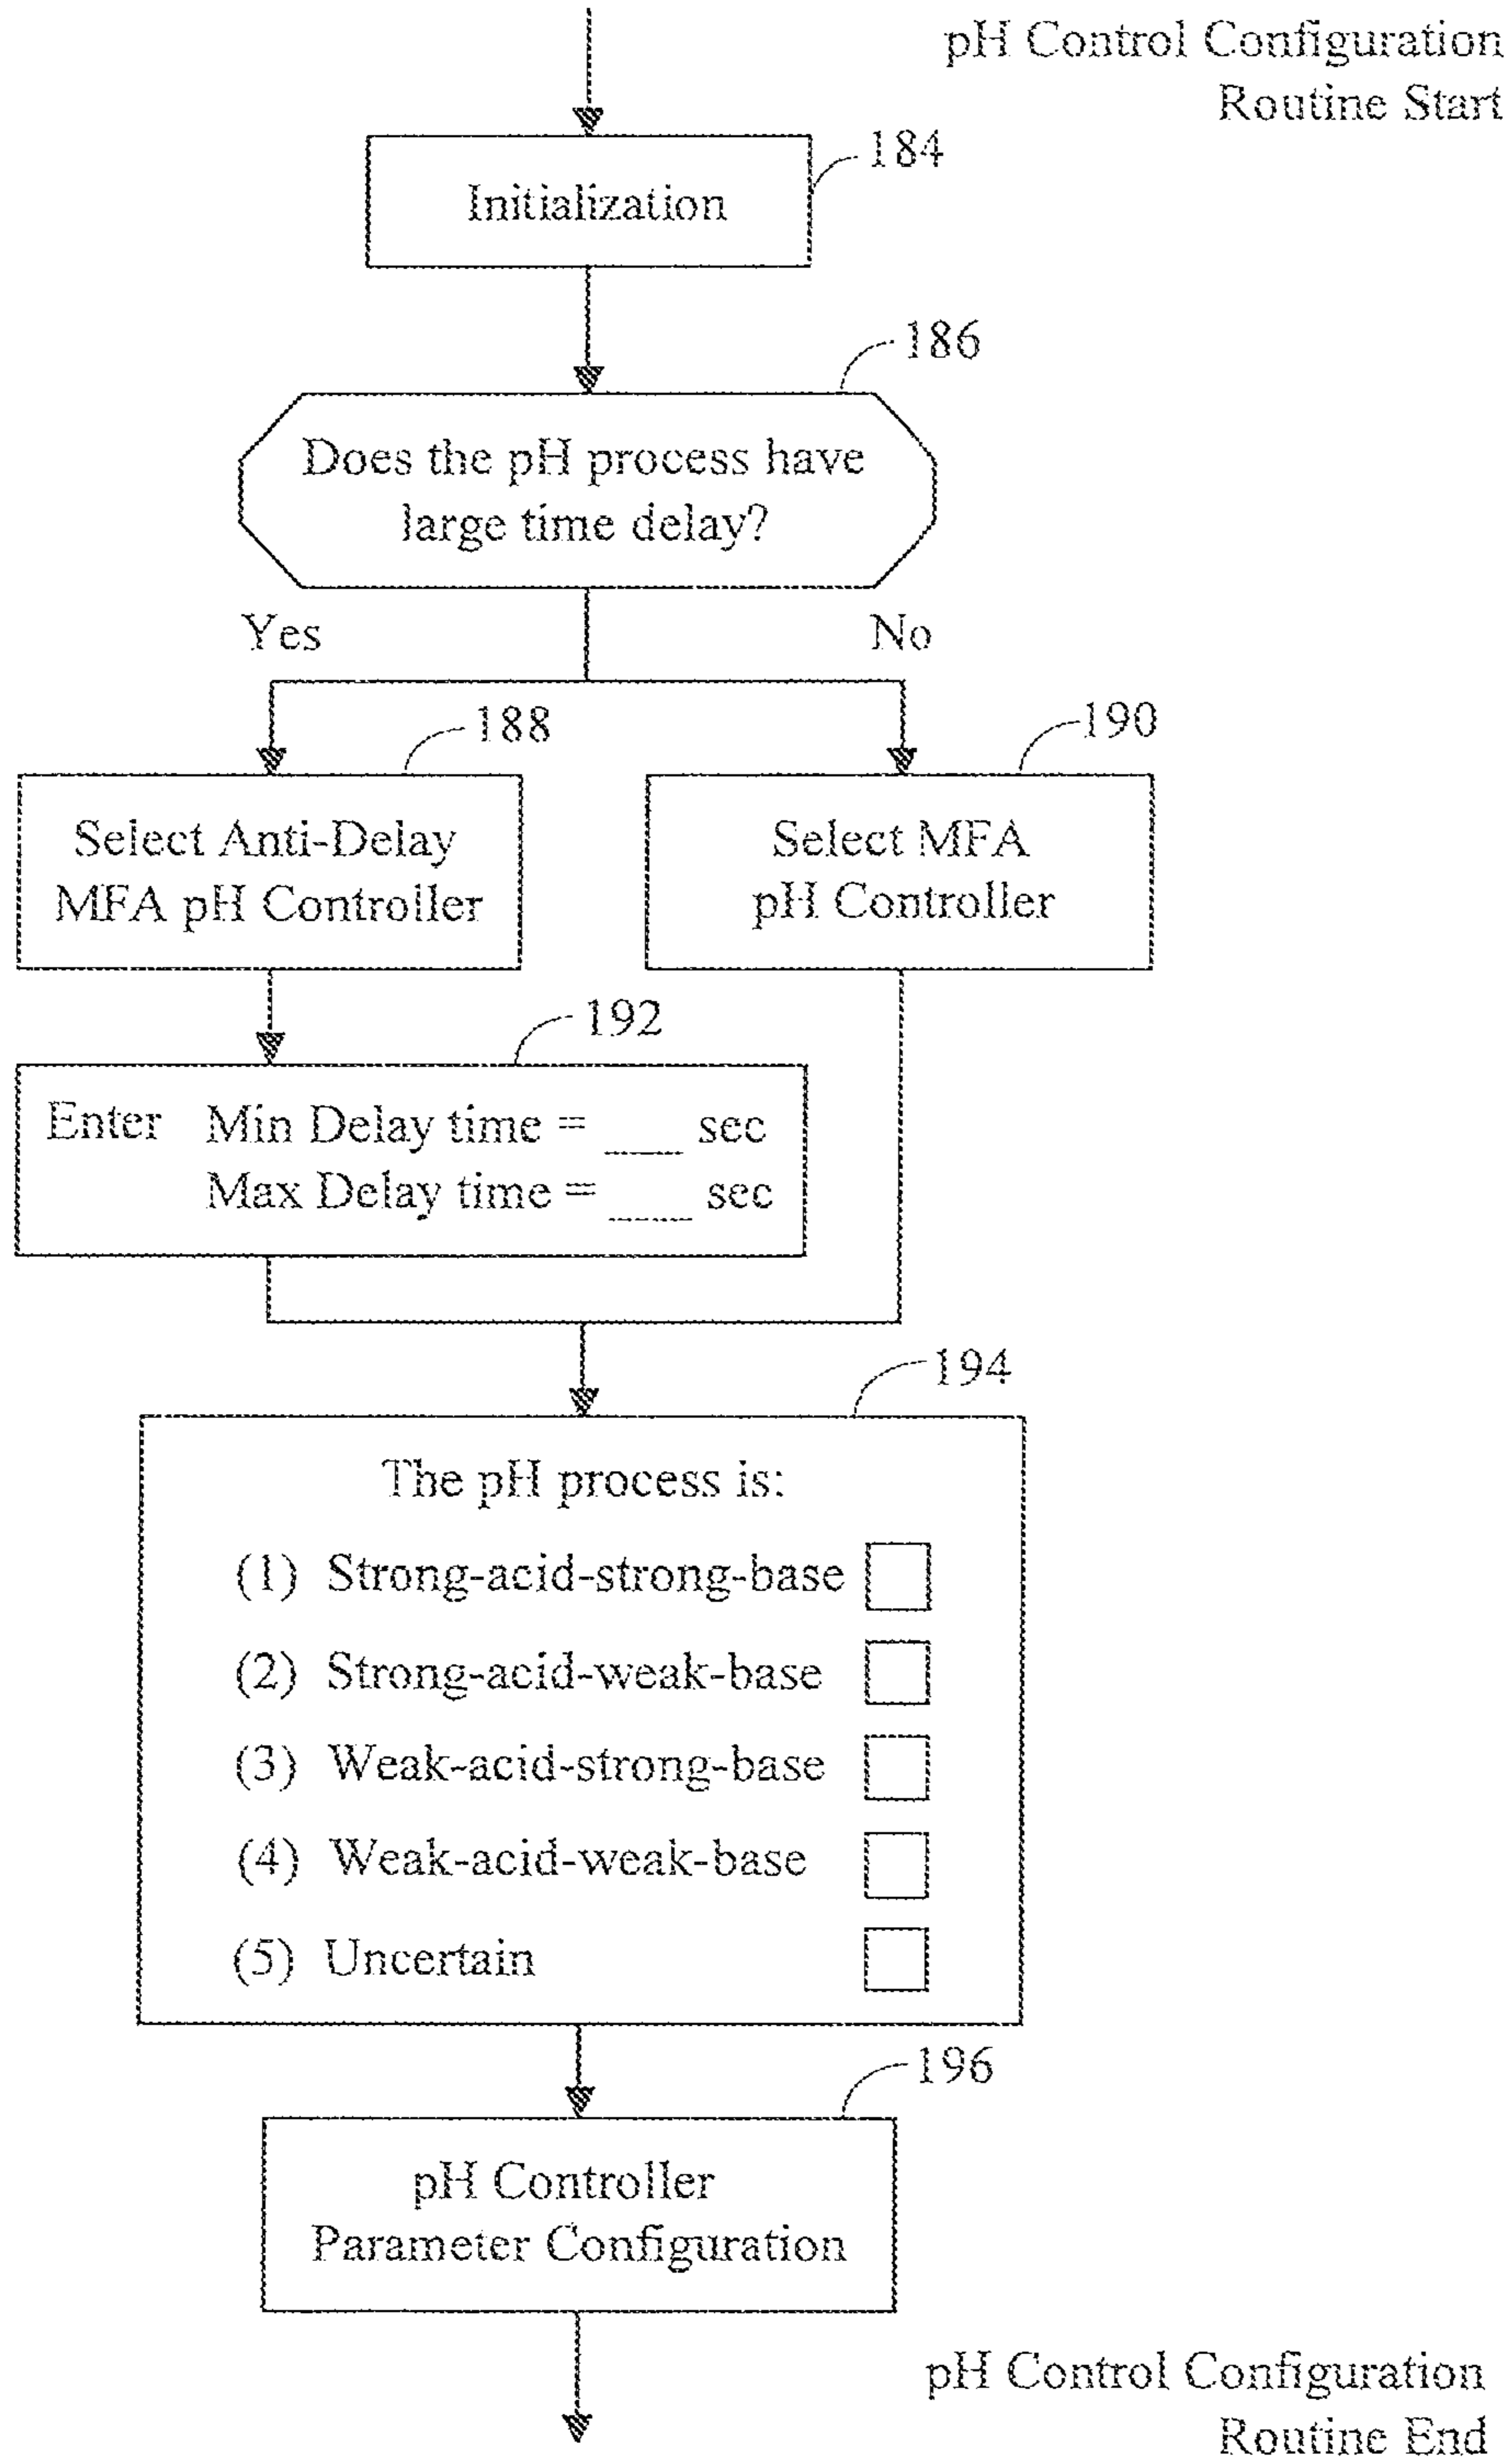 pH Control Configuration
Routine Start
184
Initialization
186
Does the pH process have
large time delay?
Yes
No
188
190
Select Anti-Delay
MFA pH Controller
Select MFA
pH Controller
192
Enter Min Delay time = ___ sec
Max Delay time = ___ sec
194
The pH process is:
(1) Strong-acid-strong-base
(2) Strong-acid-weak-base
(3) Weak-acid-strong-base
(4) Weak-acid-weak-base
(5) Uncertain
196
pH Controller
Parameter Configuration
pH Control Configuration
Routine End